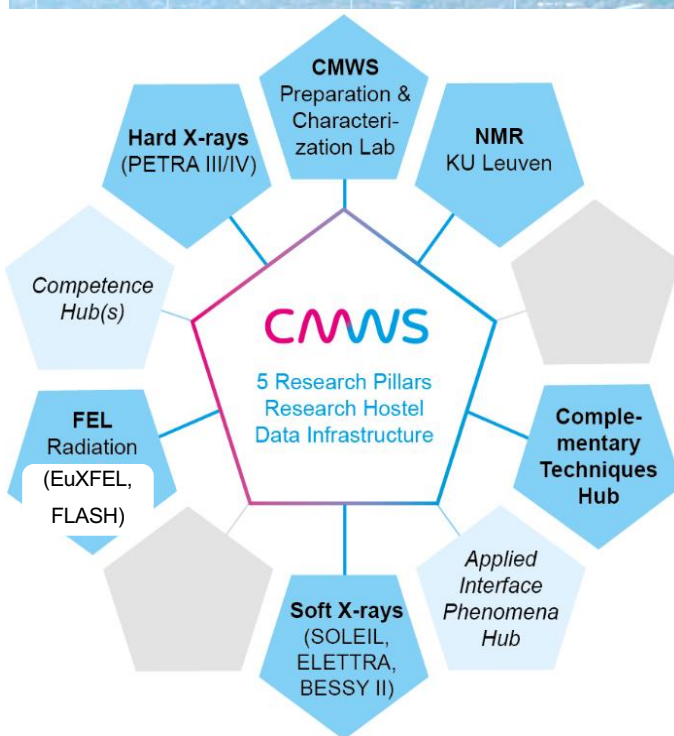 CMWS
Preparation &
Characteri-
zation Lab
NMR
KU Leuven
Hard X-rays
(PETRA III/IV)
Competence
Hub(s)
CMWS
5 Research Pillars
Research Hostel
Data Infrastructure
Comple-
mentary
Techniques
Hub
FEL
Radiation
(EuXFEL,
FLASH)
Applied
Interface
Phenomena
Hub
Soft X-rays
(SOLEIL,
ELETTRA,
BESSY II)